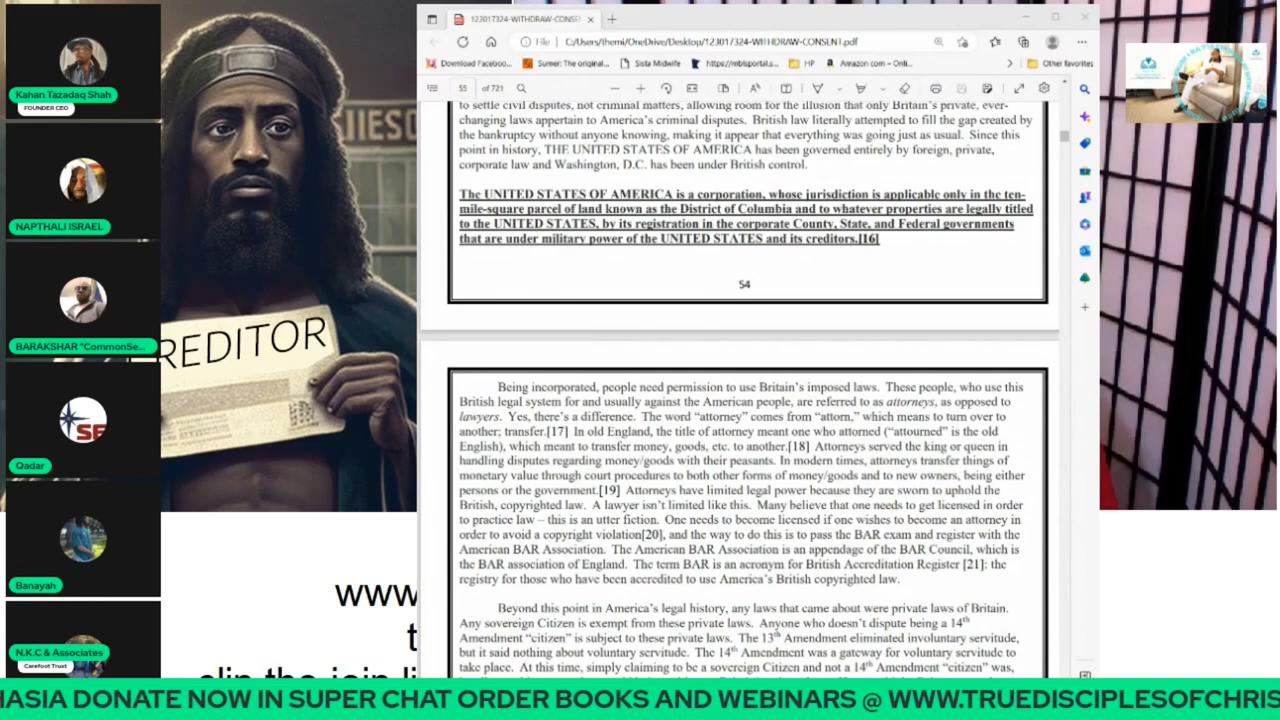 Kahan Tazadaq Shah
FOUNDER CEO
NAPTHALI ISRAEL
BARAKSHAR "CommonSe...
Qadar
Banayah
N.K.C & Associates
Carefoot Trust
SF
REDITOR
IIESC
www
123017324-WITHDRAW-CONSEN
File C:/Users/themi/OneDrive/Desktop/123017324-WITHDRAW-CONSENT.pdf
Download Faceboo... Sumer: The original... Sista Midwife https://mblsportal.s... HP Amazon com – Onli... Other favorites
55 of 721
to settle civil disputes, not criminal matters, allowing room for the illusion that only Britain's private, ever-
changing laws appertain to America's criminal disputes. British law literally attempted to fill the gap created by
the bankruptcy without anyone knowing, making it appear that everything was going just as usual. Since this
point in history, THE UNITED STATES OF AMERICA has been governed entirely by foreign, private,
corporate law and Washington, D.C. has been under British control.
The UNITED STATES OF AMERICA is a corporation, whose jurisdiction is applicable only in the ten-
mile-square parcel of land known as the District of Columbia and to whatever properties are legally titled
to the UNITED STATES, by its registration in the corporate County, State, and Federal governments
that are under military power of the UNITED STATES and its creditors.[16]
54
Being incorporated, people need permission to use Britain's imposed laws. These people, who use this
British legal system for and usually against the American people, are referred to as attorneys, as opposed to
lawyers. Yes, there's a difference. The word "attorney" comes from "attorn," which means to turn over to
another; transfer.[17] In old England, the title of attorney meant one who attorned ("attourned" is the old
English), which meant to transfer money, goods, etc. to another.[18] Attorneys served the king or queen in
handling disputes regarding money/goods with their peasants. In modern times, attorneys transfer things of
monetary value through court procedures to both other forms of money/goods and to new owners, being either
persons or the government.[19] Attorneys have limited legal power because they are sworn to uphold the
British, copyrighted law. A lawyer isn't limited like this. Many believe that one needs to get licensed in order
to practice law – this is an utter fiction. One needs to become licensed if one wishes to become an attorney in
order to avoid a copyright violation[20], and the way to do this is to pass the BAR exam and register with the
American BAR Association. The American BAR Association is an appendage of the BAR Council, which is
the BAR association of England. The term BAR is an acronym for British Accreditation Register [21]: the
registry for those who have been accredited to use America's British copyrighted law.
Beyond this point in America's legal history, any laws that came about were private laws of Britain.
Any sovereign Citizen is exempt from these private laws. Anyone who doesn't dispute being a 14th
Amendment "citizen" is subject to these private laws. The 13th Amendment eliminated involuntary servitude,
but it said nothing about voluntary servitude. The 14th Amendment was a gateway for voluntary servitude to
take place. At this time, simply claiming to be a sovereign Citizen and not a 14th Amendment "citizen" was,
HASIA DONATE NOW IN SUPER CHAT ORDER BOOKS AND WEBINARS @ WWW.TRUEDISCIPLESOFCHRIS